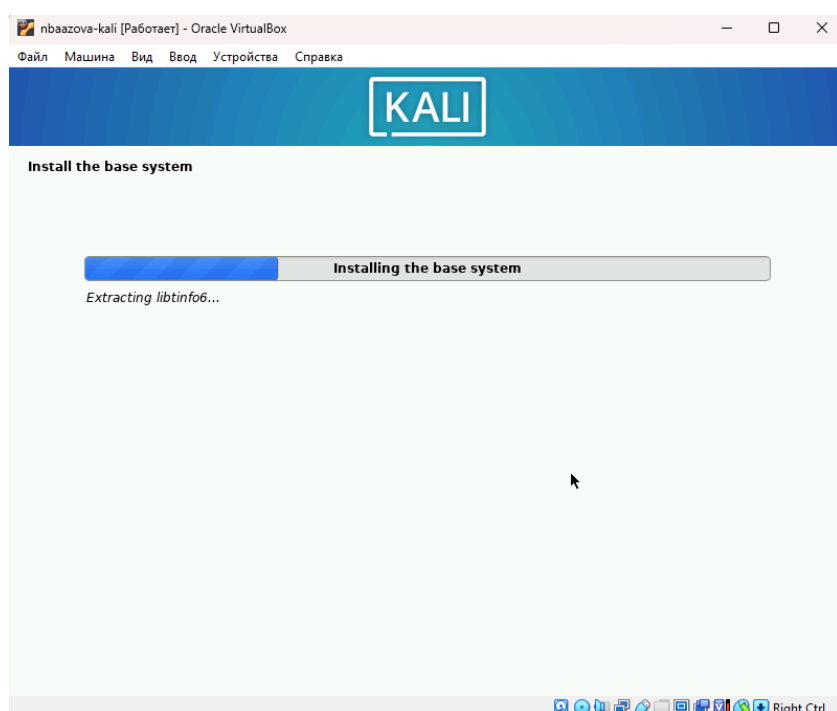 nbaazova-kali [Работает] - Oracle VirtualBox
Файл Машина Вид Ввод Устройства Справка
KALI
Install the base system
Installing the base system
Extracting libtinfo6...
Right Ctrl